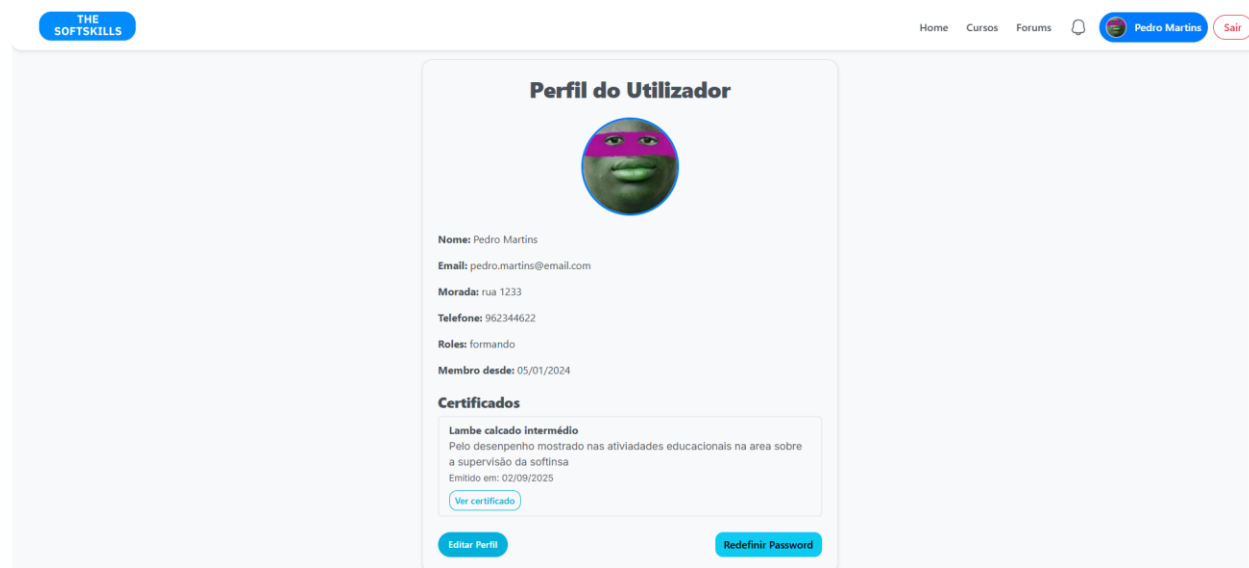 THE
SOFTSKILLS
Home Cursos Forums Pedro Martins Sair
Perfil do Utilizador
Nome: Pedro Martins
Email: pedro.martins@email.com
Morada: rua 1233
Telefone: 962344622
Roles: formando
Membro desde: 05/01/2024
Certificados
Lambe calcado intermédio
Pelo desenpenho mostrado nas ativiadades educacionais na area sobre
a supervisão da softinsa
Emitido em: 02/09/2025
Ver certificado
Editar Perfil Redefinir Password